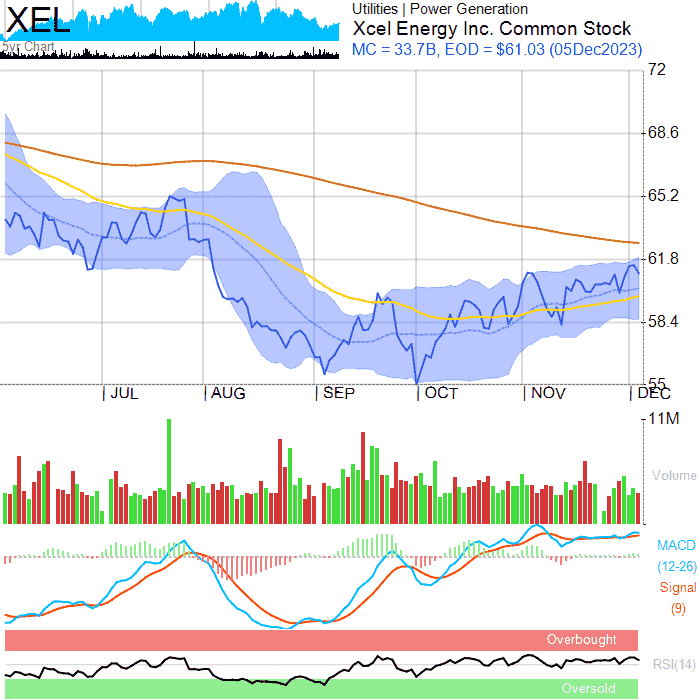 XEL
5yr Chart
Utilities | Power Generation
Xcel Energy Inc. Common Stock
MC = 33.7B, EOD = $61.03 (05Dec2023)
72
68.6
65.2
61.8
58.4
55
JUL AUG SEP OCT NOV DEC
11M
Volume
MACD
(12-26)
Signal
(9)
Overbought
RSI(14)
Oversold